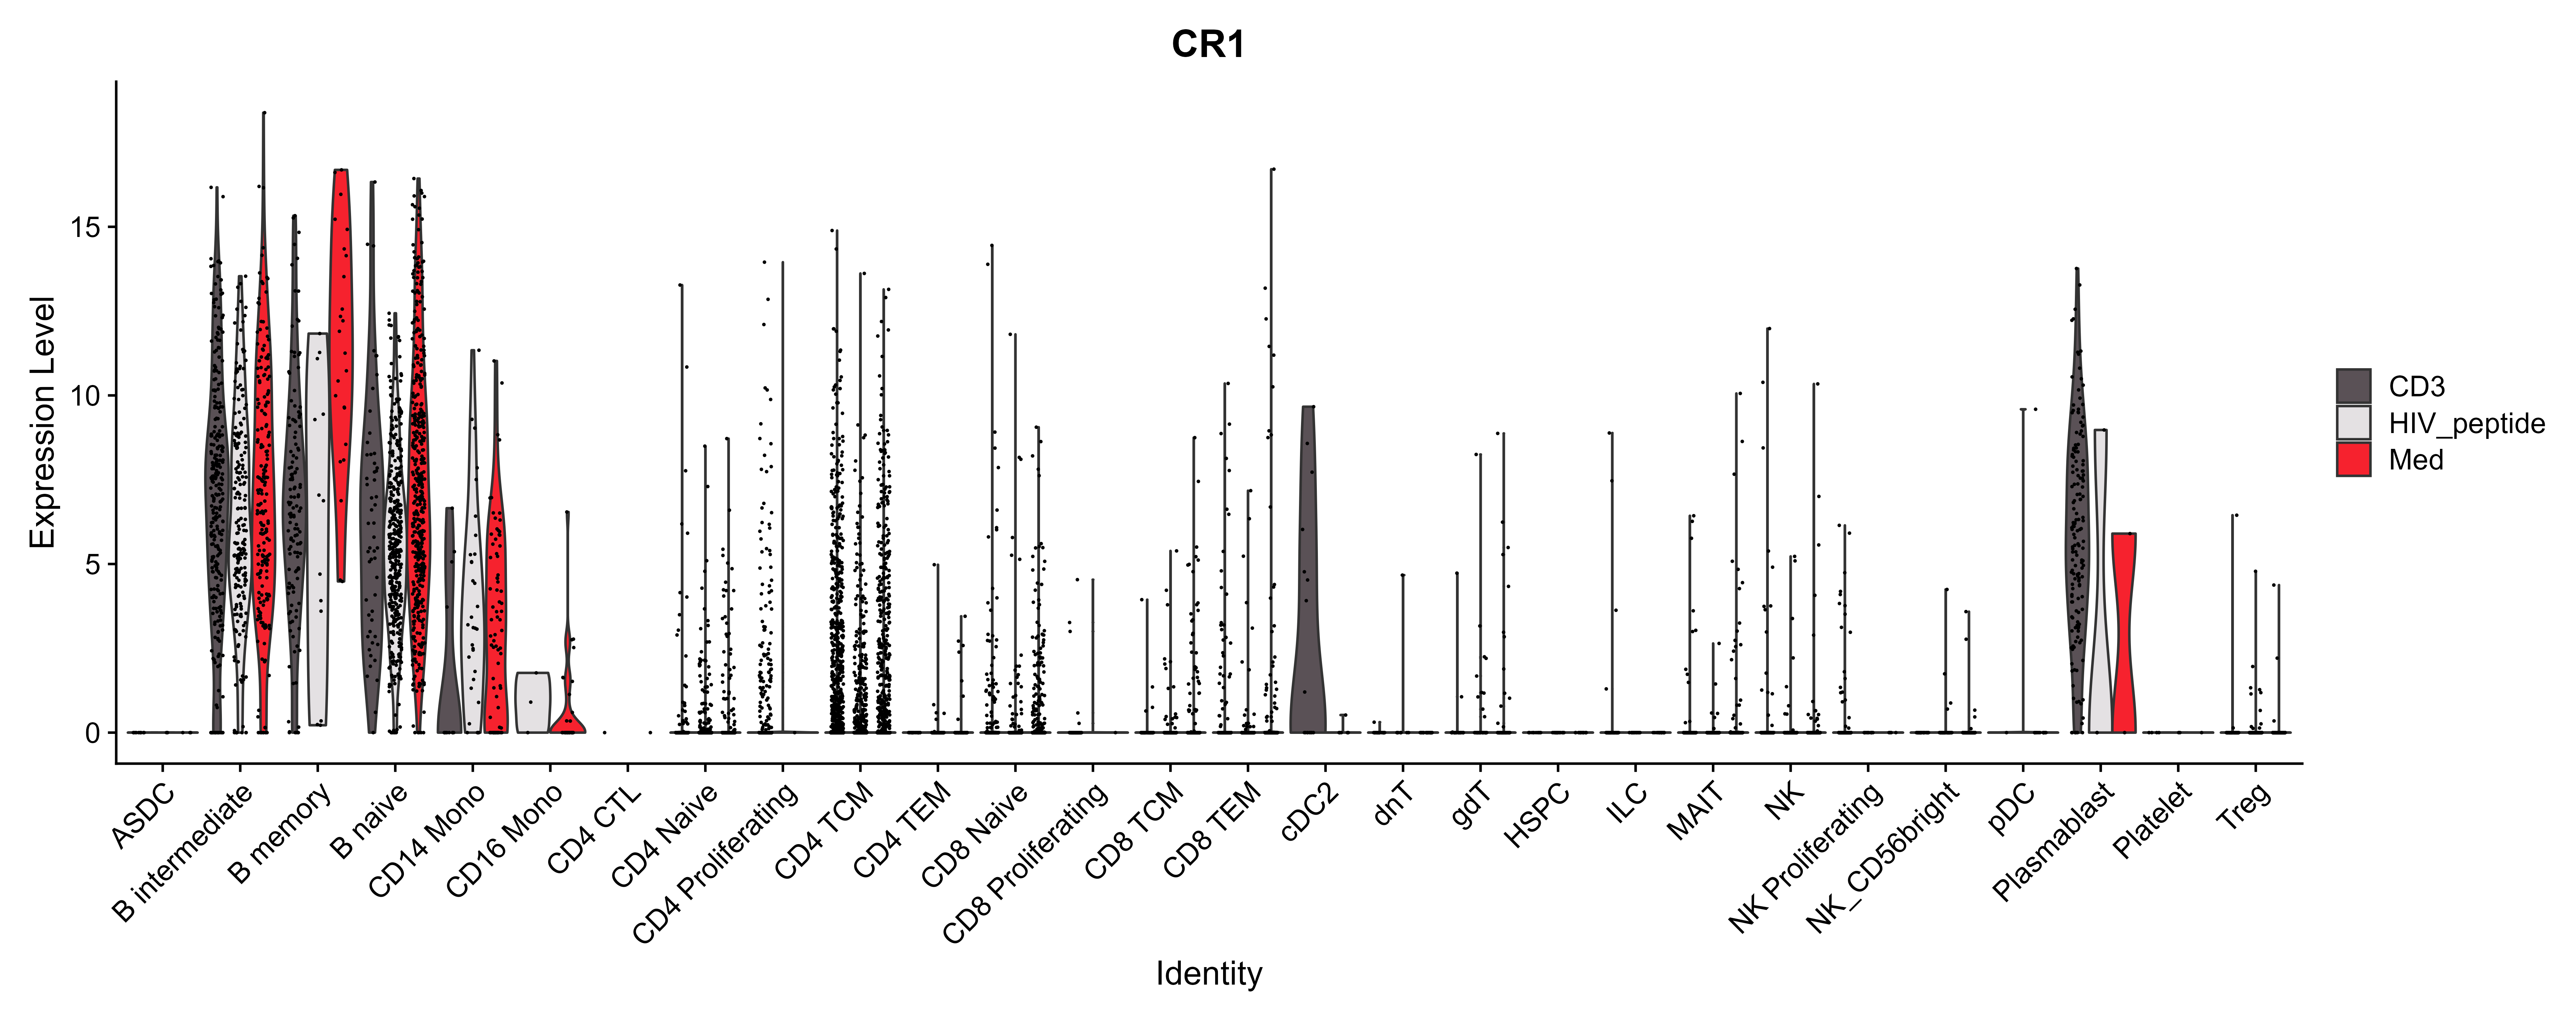 CR1
Expression Level
15
10
5
0
ASDC
B intermediate
B memory
B naive
CD14 Mono
CD16 Mono
CD4 CTL
CD4 Naive
CD4 Proliferating
CD4 TCM
CD4 TEM
CD8 Naive
CD8 Proliferating
CD8 TCM
CD8 TEM
cDC2
dnT
gdT
HSPC
ILC
MAIT
NK
NK Proliferating
NK_CD56bright
pDC
Plasmablast
Platelet
Treg
Identity
CD3
HIV_peptide
Med